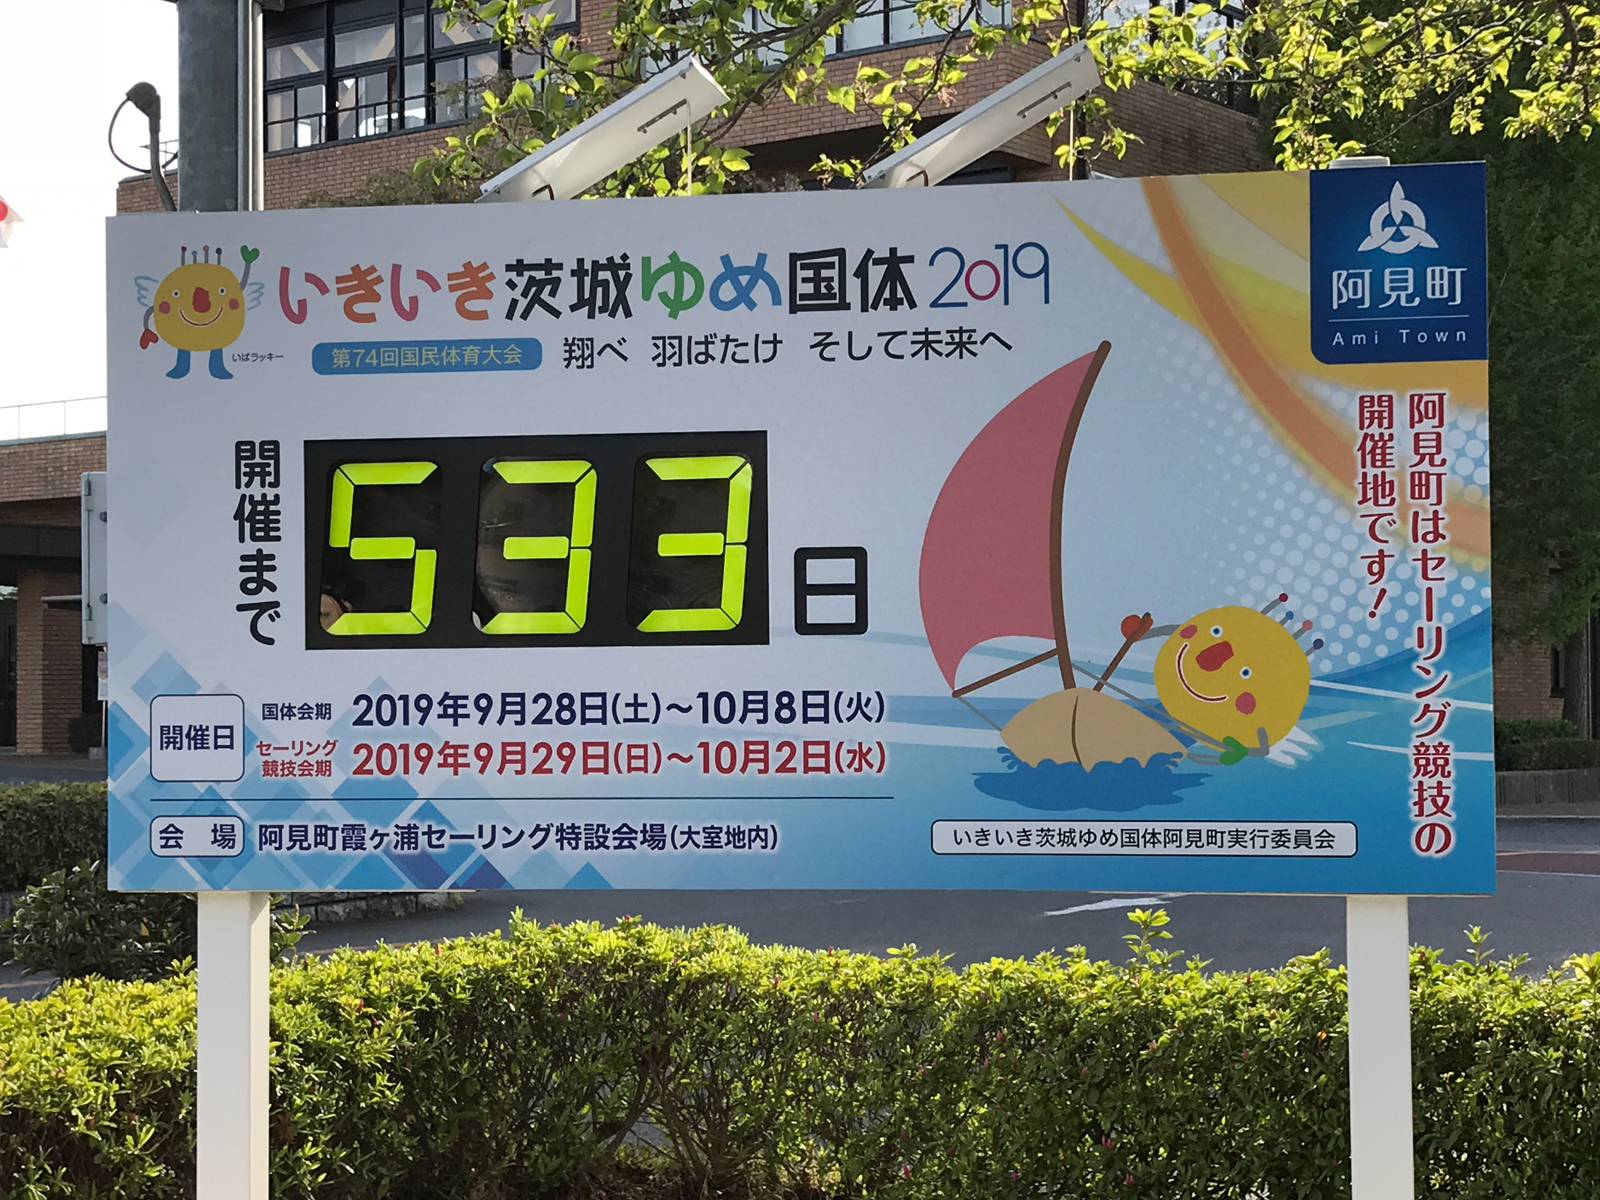 いきいき茨城ゆめ国体2019
いばラッキー
第74回国民体育大会
翔べ 羽ばたけ そして未来へ
阿見町
Ami Town
阿見町はセーリング競技の
開催地です!
開催まで
533
日
開催日
国体会期 2019年9月28日(土)~10月8日(火)
セーリング
競技会期
2019年9月29日(日)~10月2日(水)
会 場
阿見町霞ヶ浦セーリング特設会場(大室地内)
いきいき茨城ゆめ国体阿見町実行委員会